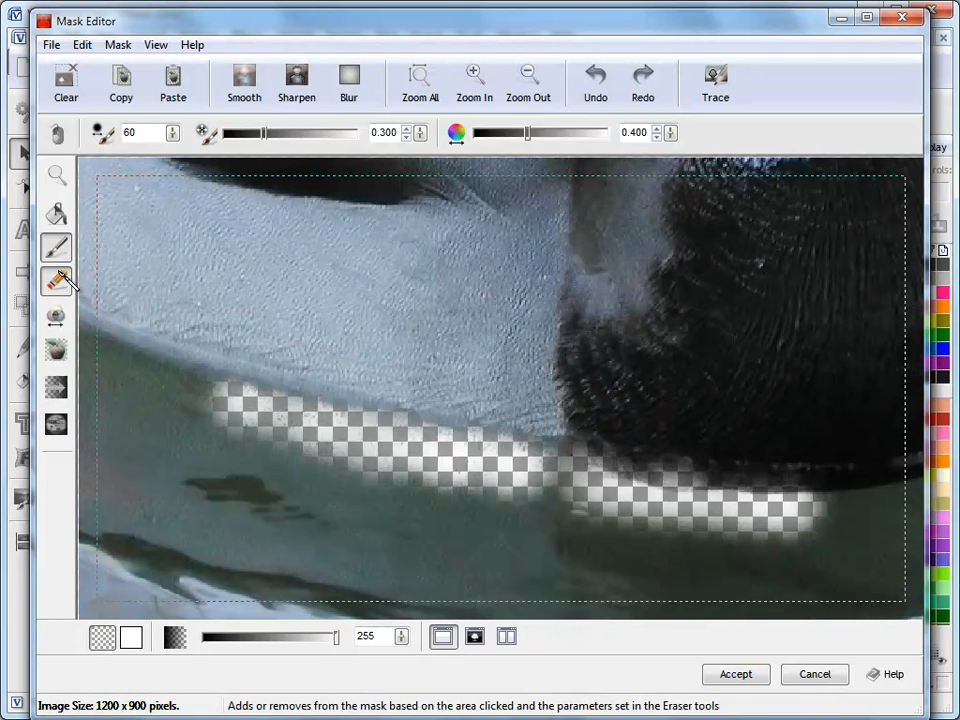 Mask Editor
File Edit Mask View Help
Clear Copy Paste Smooth Sharpen Blur Zoom All Zoom In Zoom Out Undo Redo Trace
60 0.300 0.400
play
rols:
255
Accept Cancel Help
Image Size: 1200 x 900 pixels. Adds or removes from the mask based on the area clicked and the parameters set in the Eraser tools